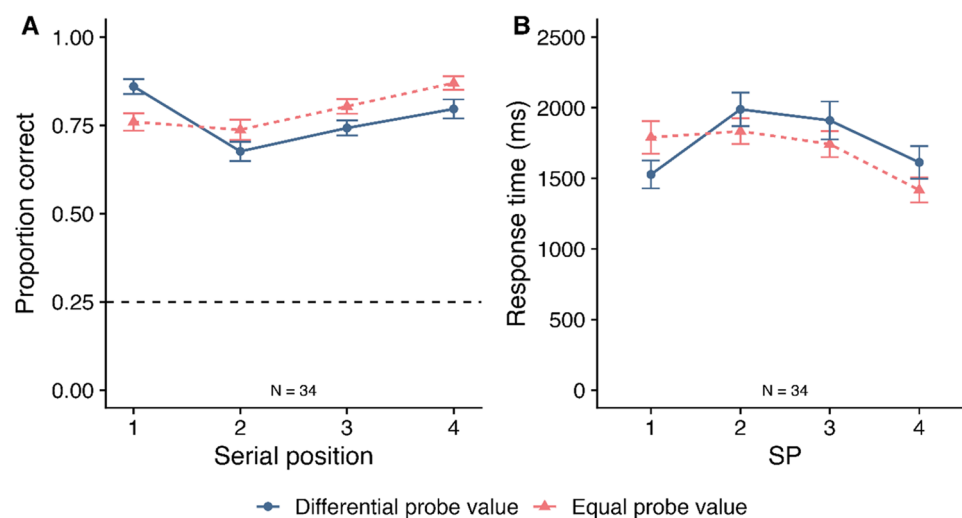 A
B
1.00
0.75
0.50
0.25
0.00
Proportion correct
N = 34
1 2 3 4
Serial position
2500
2000
1500
1000
500
0
Response time (ms)
N = 34
1 2 3 4
SP
Differential probe value Equal probe value